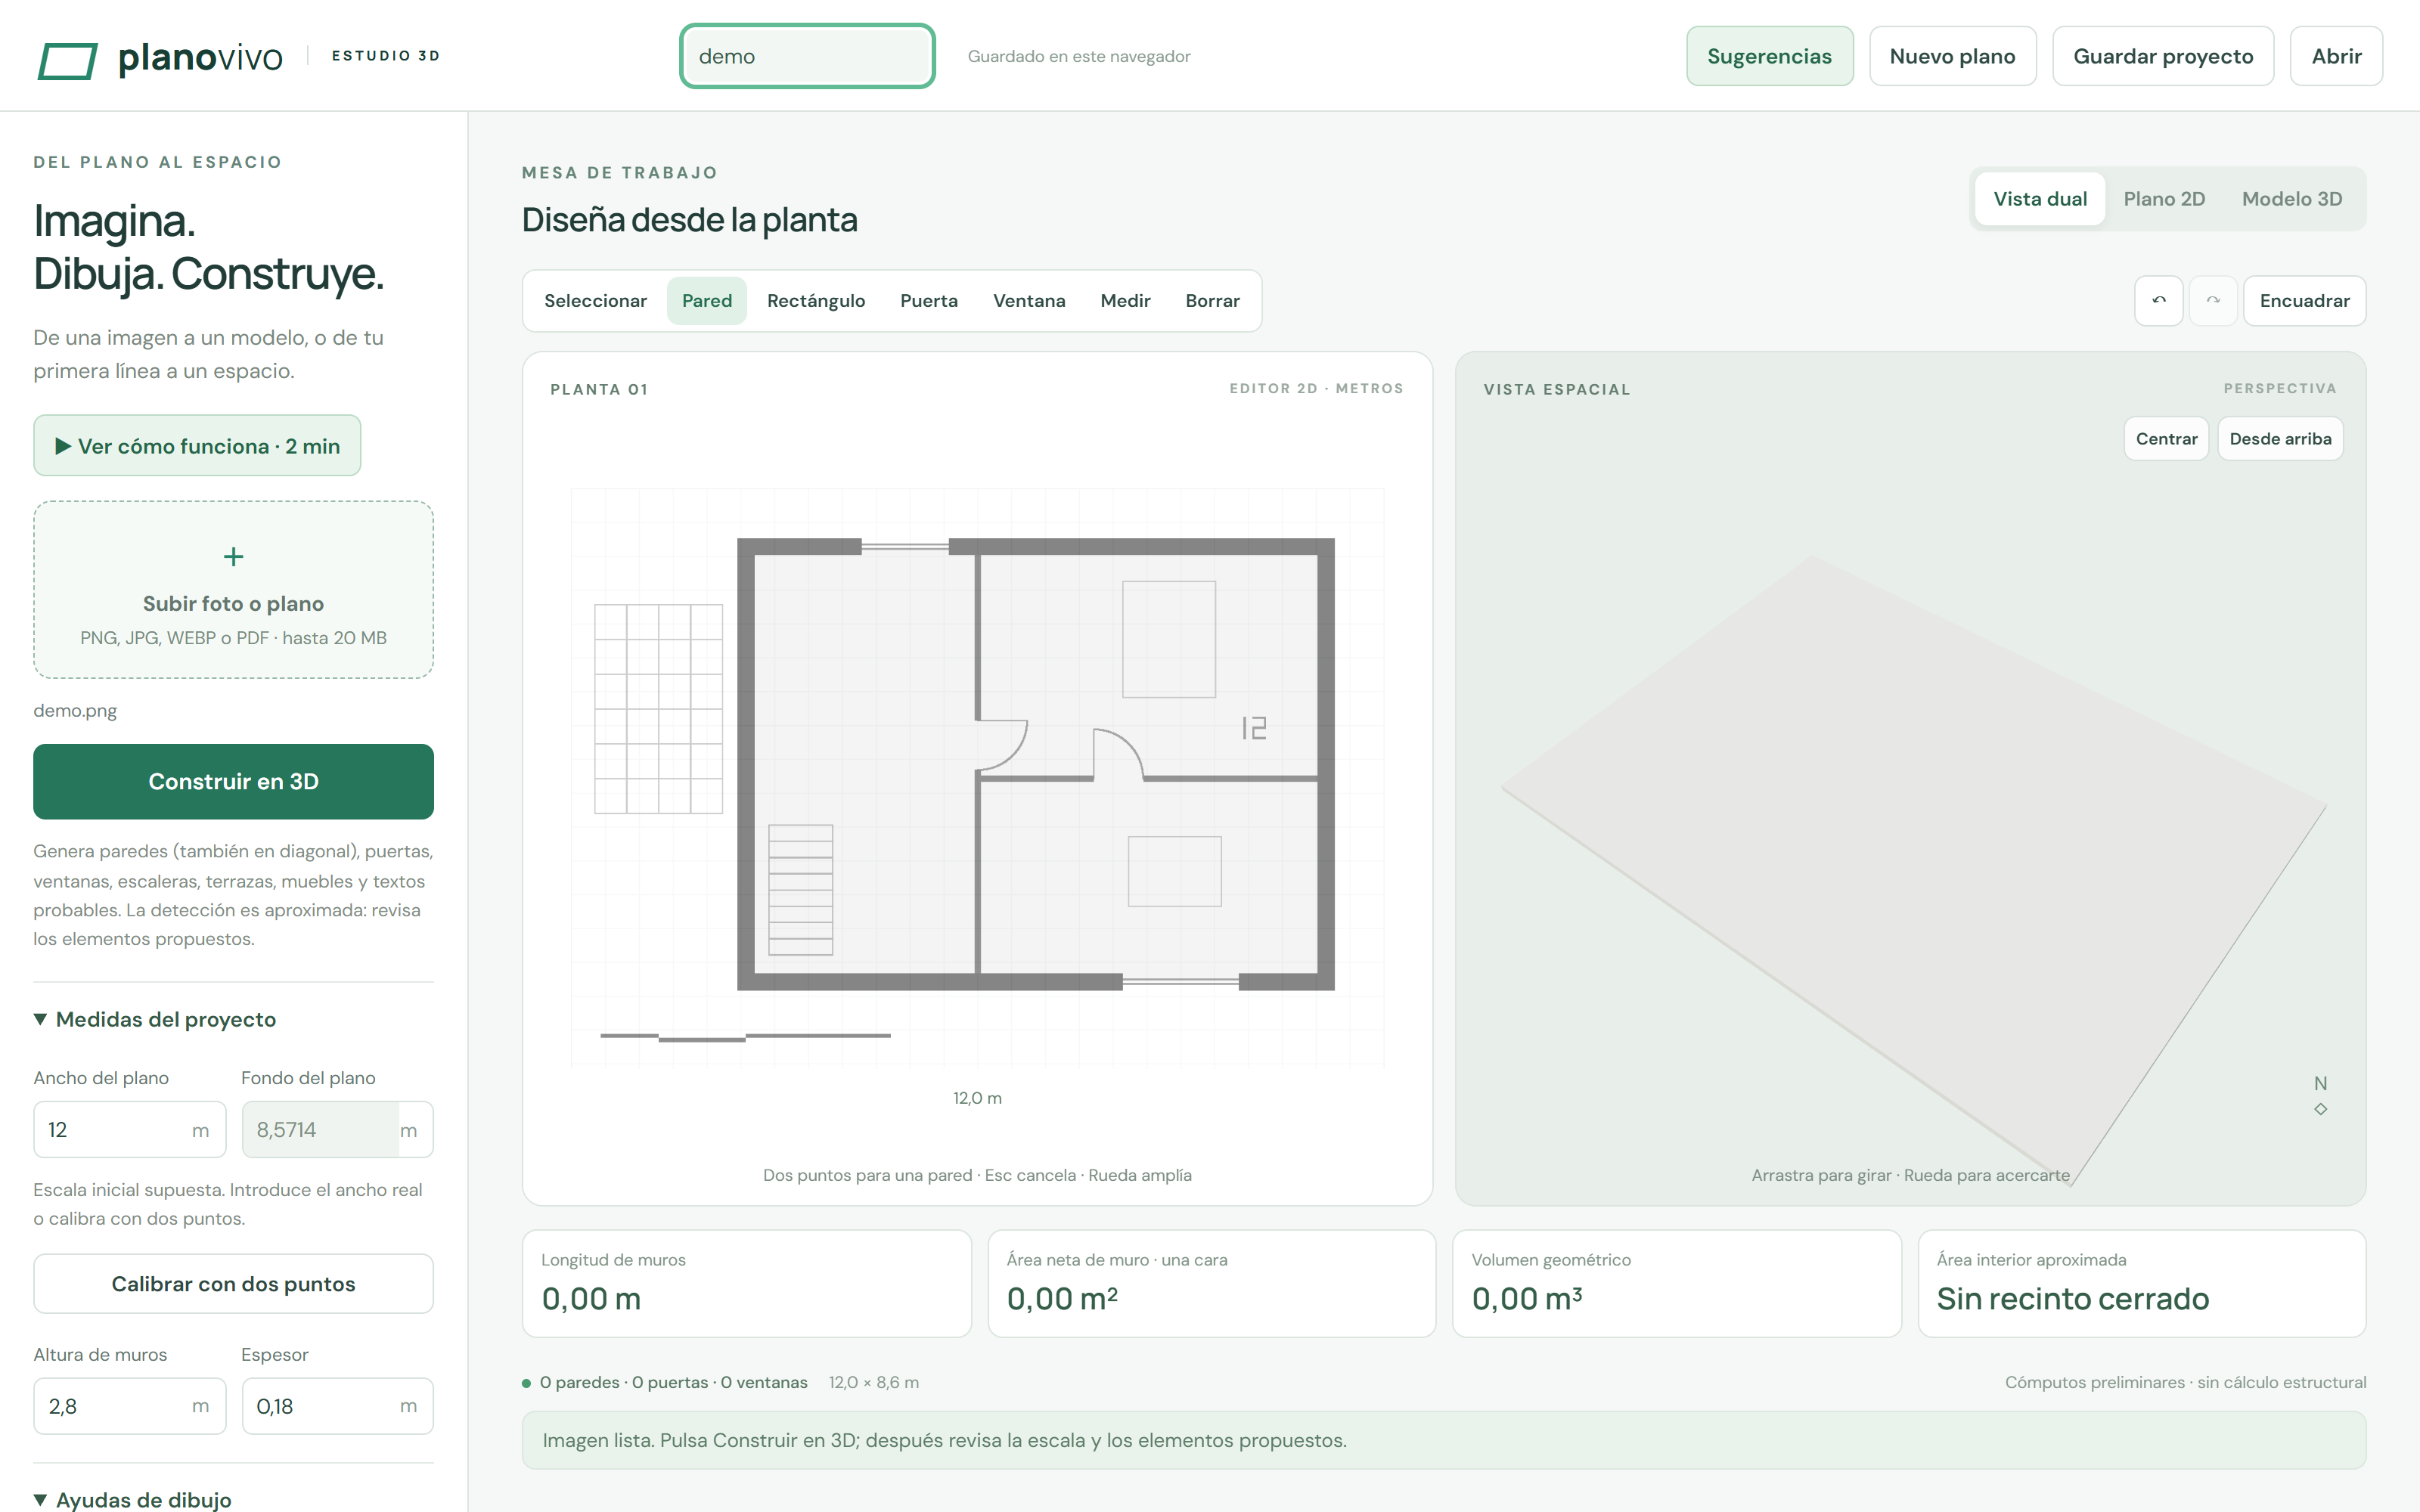 planovivo
ESTUDIO 3D
demo
Guardado en este navegador
Sugerencias
Nuevo plano
Guardar proyecto
Abrir
DEL PLANO AL ESPACIO
Imagina.
Dibuja. Construye.
De una imagen a un modelo, o de tu
primera línea a un espacio.
▶ Ver cómo funciona · 2 min
+
Subir foto o plano
PNG, JPG, WEBP o PDF · hasta 20 MB
demo.png
Construir en 3D
Genera paredes (también en diagonal), puertas,
ventanas, escaleras, terrazas, muebles y textos
probables. La detección es aproximada: revisa
los elementos propuestos.
▼ Medidas del proyecto
Ancho del plano
Fondo del plano
12 m
8,5714 m
Escala inicial supuesta. Introduce el ancho real
o calibra con dos puntos.
Calibrar con dos puntos
Altura de muros
Espesor
2,8 m
0,18 m
▼ Ayudas de dibujo
MESA DE TRABAJO
Diseña desde la planta
Vista dual
Plano 2D
Modelo 3D
Seleccionar
Pared
Rectángulo
Puerta
Ventana
Medir
Borrar
Encuadrar
PLANTA 01
EDITOR 2D · METROS
12
12,0 m
Dos puntos para una pared · Esc cancela · Rueda amplía
VISTA ESPACIAL
PERSPECTIVA
Centrar
Desde arriba
N
Arrastra para girar · Rueda para acercarte
Longitud de muros
0,00 m
Área neta de muro · una cara
0,00 m²
Volumen geométrico
0,00 m³
Área interior aproximada
Sin recinto cerrado
0 paredes · 0 puertas · 0 ventanas
12,0 × 8,6 m
Cómputos preliminares · sin cálculo estructural
Imagen lista. Pulsa Construir en 3D; después revisa la escala y los elementos propuestos.